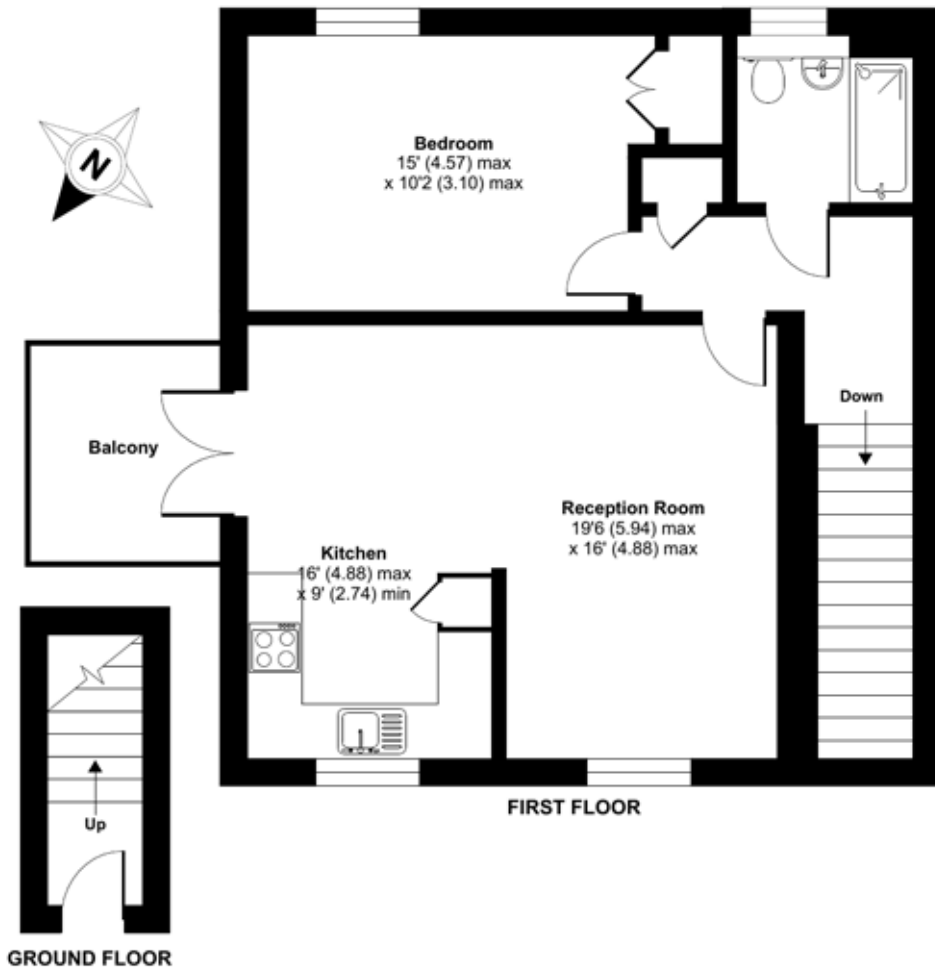 Bedroom
15' (4.57) max
x 10'2 (3.10) max
N
Balcony
Down
Reception Room
19'6 (5.94) max
x 16' (4.88) max
Kitchen
16' (4.88) max
x 9' (2.74) min
FIRST FLOOR
Up
GROUND FLOOR